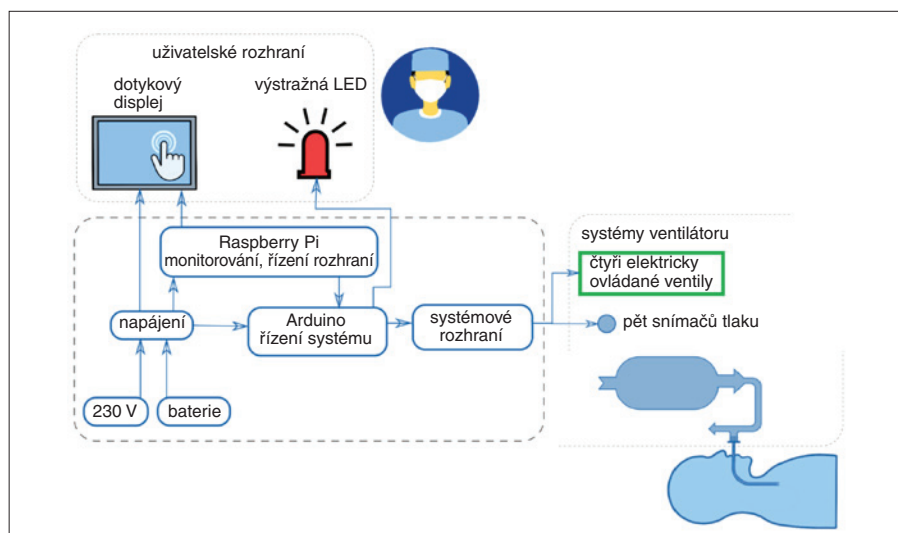 uživatelské rozhraní
dotykový
displej
výstražná LED
Raspberry Pi
monitorování, řízení rozhraní
napájení
Arduino
řízení systému
systémové
rozhraní
230 V
baterie
systémy ventilátoru
čtyři elektricky
ovládané ventily
pět snímačů tlaku